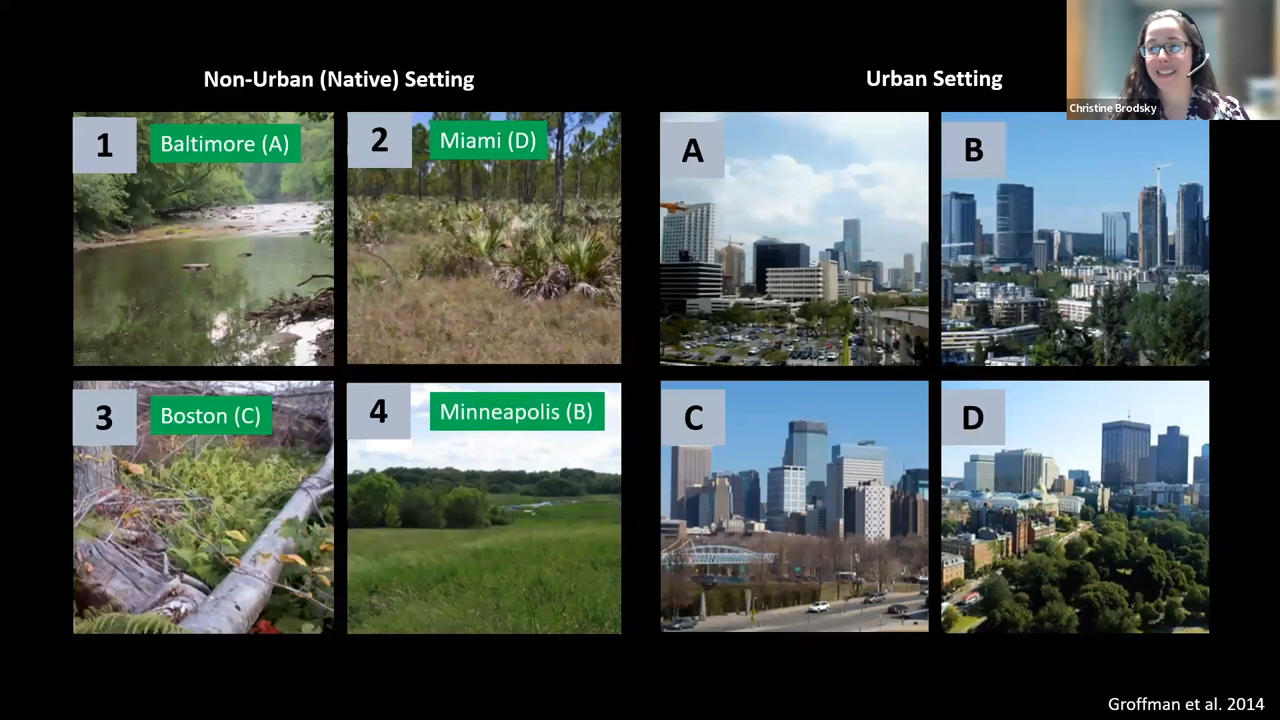 Christine Brodsky
Non-Urban (Native) Setting
Urban Setting
1
Baltimore (A)
2
Miami (D)
A
B
3
Boston (C)
4
Minneapolis (B)
C
D
Groffman et al. 2014